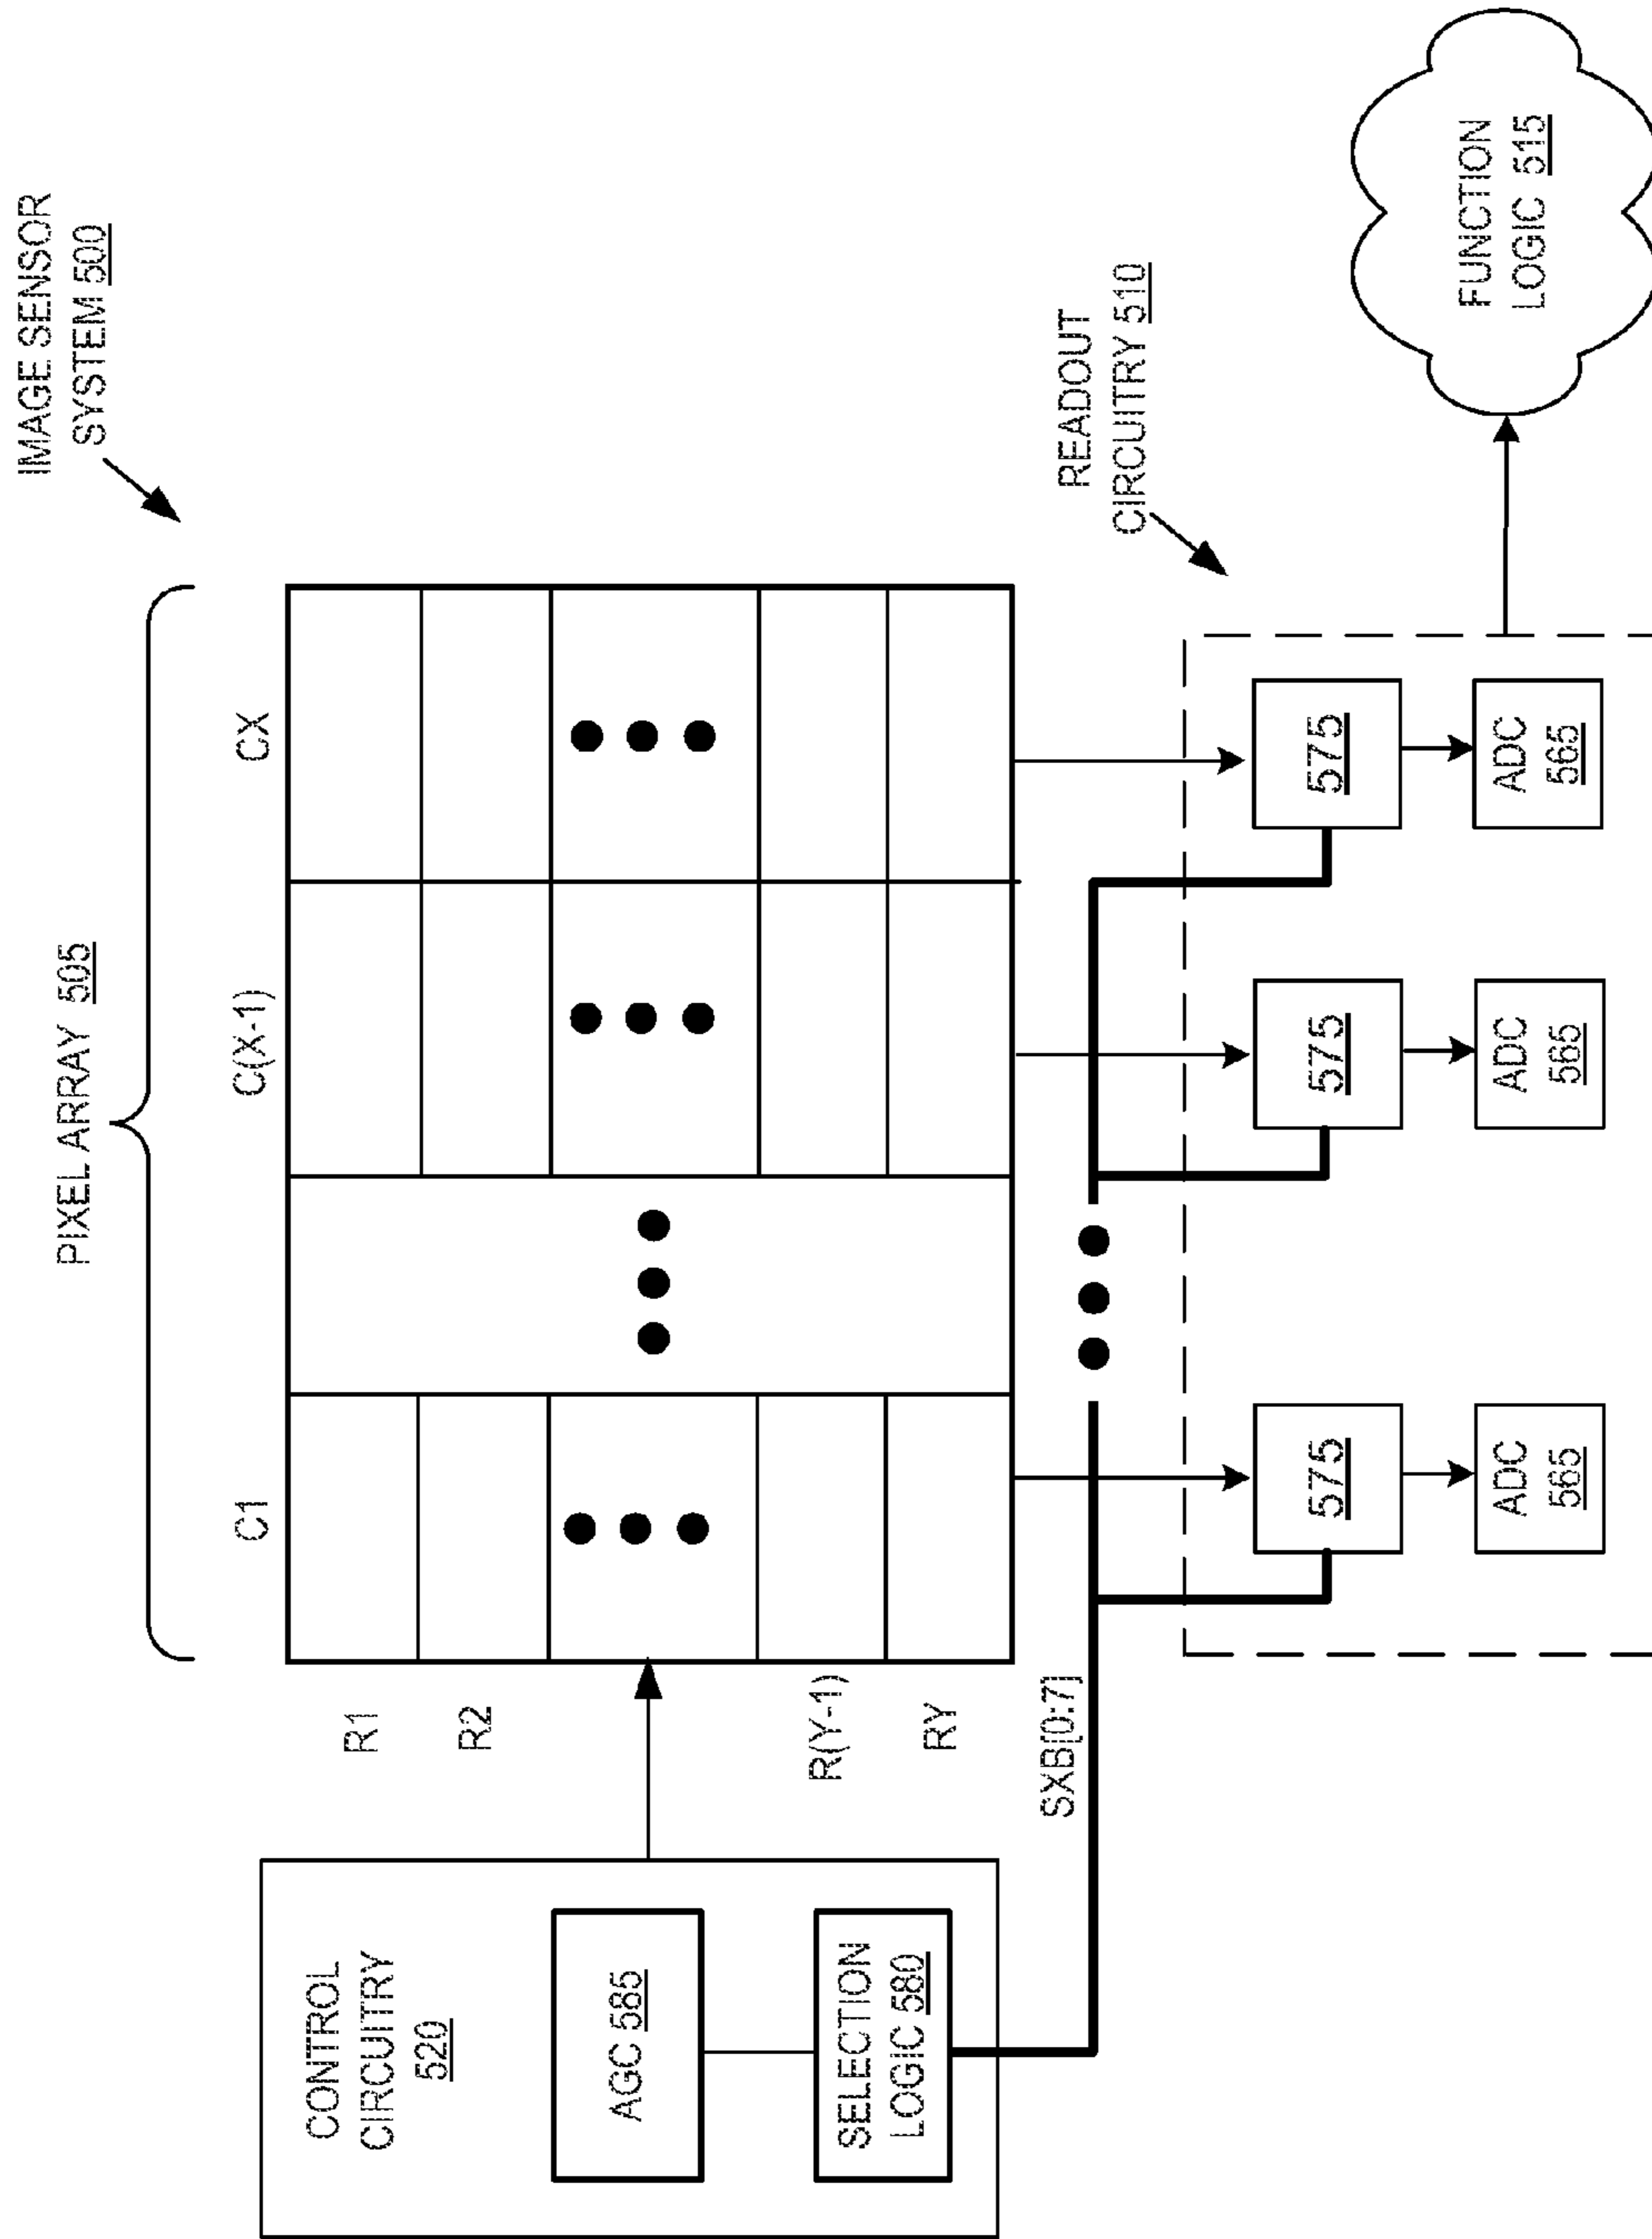 IMAGE SENSOR
SYSTEM 500
PIXEL ARRAY 505
C1
C(X-1)
CX
CONTROL
CIRCUITRY
520
AGC 585
SELECTION
LOGIC 580
R1
R2
R(Y-1)
RY
SXB[0:7]
READOUT
CIRCUITRY 510
575
575
575
ADC
565
ADC
565
ADC
565
FUNCTION
LOGIC 515